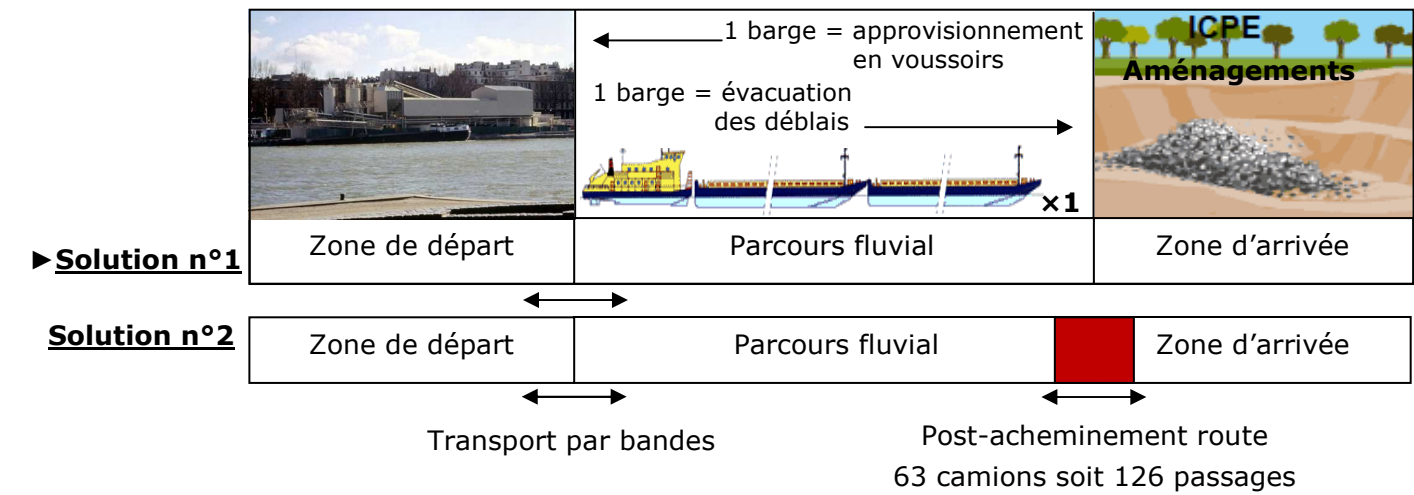 1 barge = approvisionnement
en voussoirs
1 barge = évacuation
des déblais
×1
ICPE
Aménagements
►Solution n°1
Zone de départ
Parcours fluvial
Zone d’arrivée
Solution n°2
Zone de départ
Parcours fluvial
Zone d’arrivée
Transport par bandes
Post-acheminement route
63 camions soit 126 passages